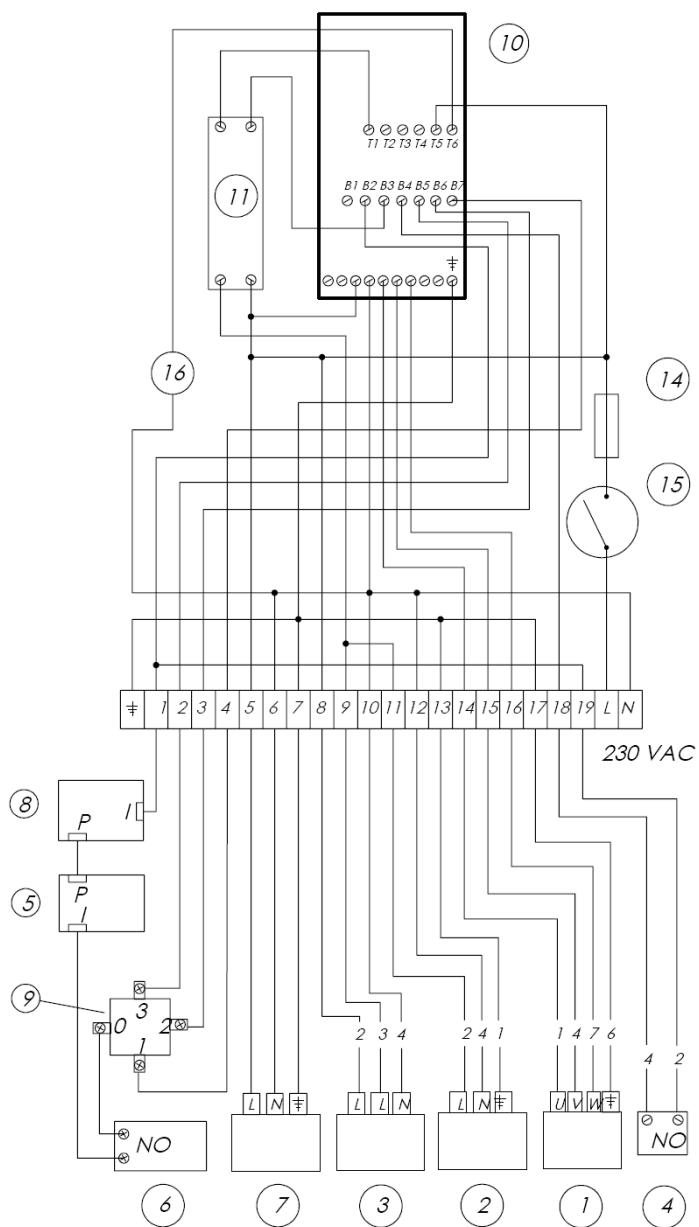 10
T1 T2 T3 T4 T5 T6
B1 B2 B3 B4 B5 B6 B7
11
16
14
15
1 2 3 4 5 6 7 8 9 10 11 12 13 14 15 16 17 18 19 L N
230 VAC
8
P I
5
P
I
9
3
0 2
1
2 3 4 2 4 1 1 4 7 6 4 2
L N L L N L N U V W
NO NO
6 7 3 2 1 4